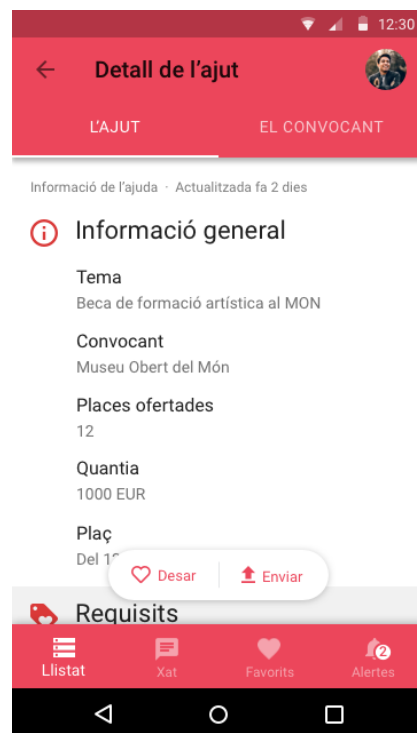 12:30
Detall de l’ajut
L’AJUT
EL CONVOCANT
Informació de l’ajuda · Actualitzada fa 2 dies
Informació general
Tema
Beca de formació artística al MON
Convocant
Museu Obert del Món
Places ofertades
12
Quantia
1000 EUR
Plaç
Del
Desar
Enviar
Requisits
Llistat
Xat
Favorits
2
Alertes